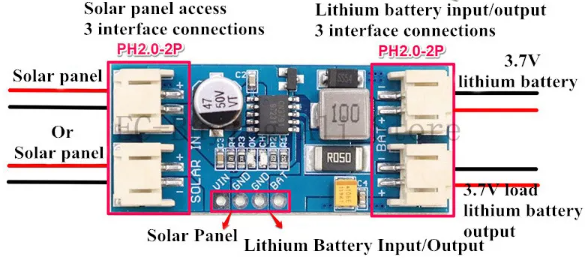 Solar panel access
3 interface connections
Lithium battery input/output
3 interface connections
PH2.0-2P
PH2.0-2P
Solar panel
3.7V
lithium battery
Or
Solar panel
SOLAR IN
47
50V
VT
C2
100
R050
BAT
VIN
GND
GND
BAT
3.7V load
lithium battery
output
Solar Panel
Lithium Battery Input/Output